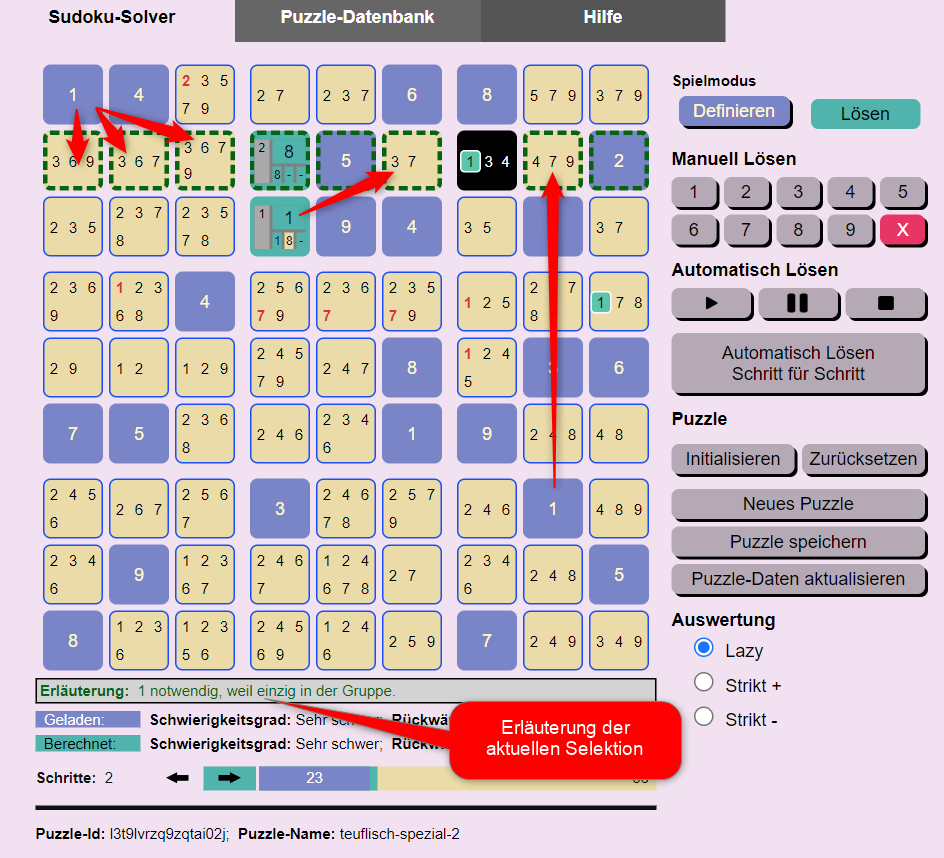 Sudoku-Solver Puzzle-Datenbank Hilfe
1 4 2 3 5 2 7 2 3 7 6 8 5 7 9 3 7 9
7 9
3 6 9 3 6 7 3 6 7 2 8 5 3 7 1 3 4 4 7 9 2
9 8 - -
2 3 5 2 3 7 2 3 5 1 1 9 4 3 5 3 7
8 7 8 1 8 -
2 3 6 1 2 3 4 2 5 6 2 3 6 2 3 5 1 2 5 2 7 1 7 8
9 6 8 7 9 7 7 9 8
2 9 1 2 1 2 9 2 4 5 2 4 7 8 1 2 4 6
7 9 5
7 5 2 3 6 2 4 6 2 3 4 1 9 2 4 8 4 8
8 6
2 4 5 2 6 7 2 5 6 3 2 4 6 2 5 7 2 4 6 1 4 8 9
6 7 7 8 9
2 3 4 9 1 2 3 2 4 6 1 2 4 2 7 2 3 4 2 4 8 5
6 6 7 7 6 7 8 6
8 1 2 3 1 2 3 2 4 5 1 2 4 2 5 9 7 2 4 9 3 4 9
6 5 6 6 9 6
Erläuterung: 1 notwendig, weil einzig in der Gruppe.
Geladen: Schwierigkeitsgrad: Sehr schwer; Rückwä
Berechnet: Schwierigkeitsgrad: Sehr schwer; Rückw
Erläuterung der
aktuellen Selektion
Schritte: 2 23
Puzzle-Id: l3t9lvrzq9zqtai02j; Puzzle-Name: teuflisch-spezial-2
Spielmodus
Definieren Lösen
Manuell Lösen
1 2 3 4 5
6 7 8 9 X
Automatisch Lösen
Automatisch Lösen
Schritt für Schritt
Puzzle
Initialisieren Zurücksetzen
Neues Puzzle
Puzzle speichern
Puzzle-Daten aktualisieren
Auswertung
Lazy
Strikt +
Strikt -